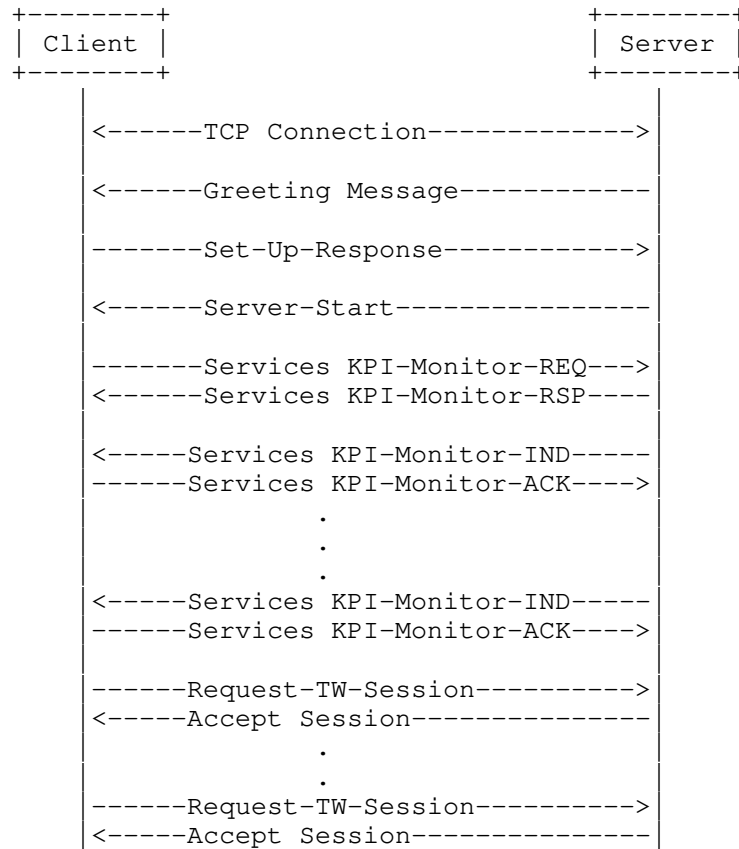 +--------+ +--------+
| Client | | Server |
+--------+ +--------+
|<------TCP Connection------------->|
|<------Greeting Message------------|
|-------Set-Up-Response------------>|
|<------Server-Start----------------|
|-------Services KPI-Monitor-REQ--->|
|<------Services KPI-Monitor-RSP----|
|<-----Services KPI-Monitor-IND-----|
|------Services KPI-Monitor-ACK---->|
.
.
.
|<-----Services KPI-Monitor-IND-----|
|------Services KPI-Monitor-ACK---->|
|------Request-TW-Session---------->|
|<-----Accept Session---------------|
.
.
|------Request-TW-Session---------->|
|<-----Accept Session---------------|